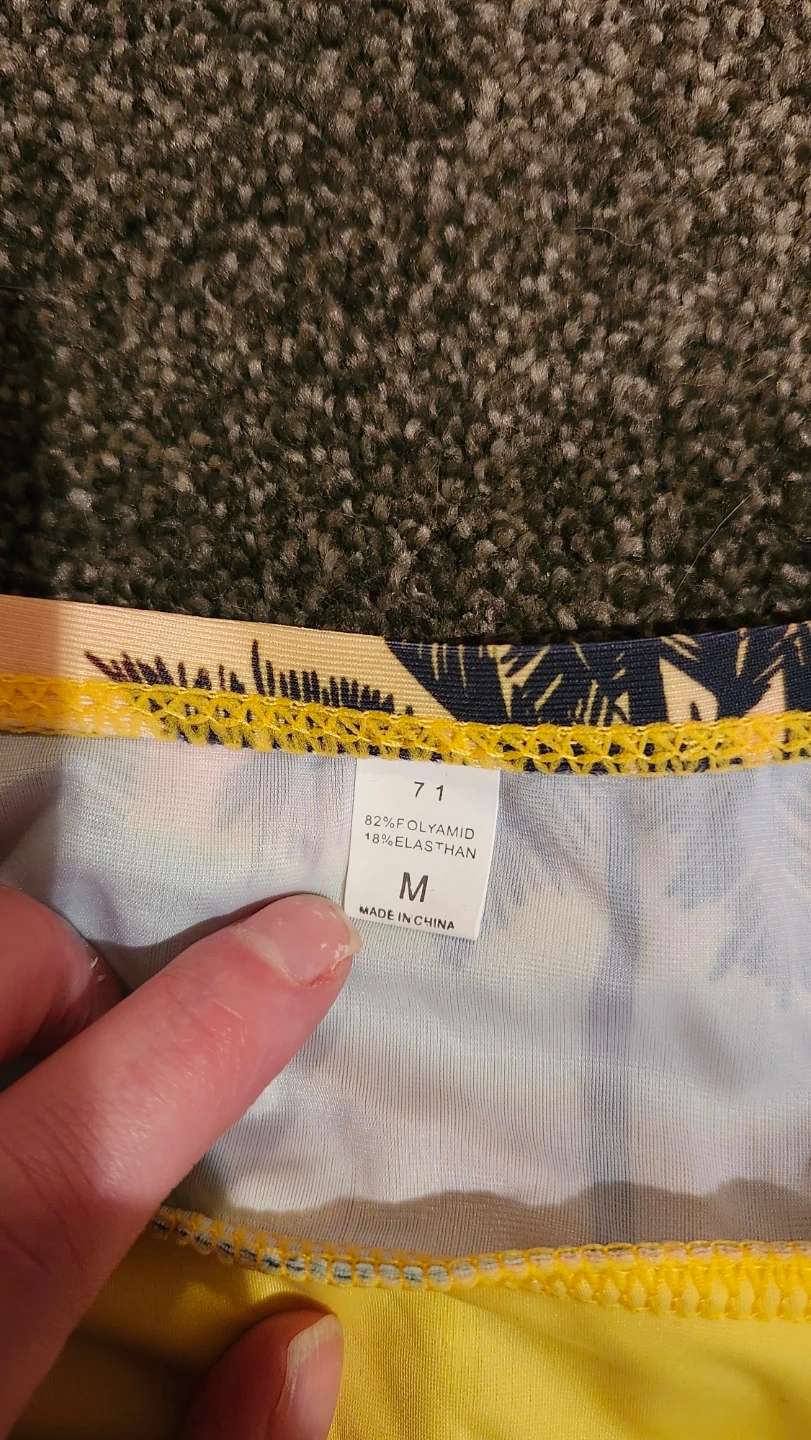 71
82%FOLYAMID
18%ELASTHAN
M
MADE IN CHINA